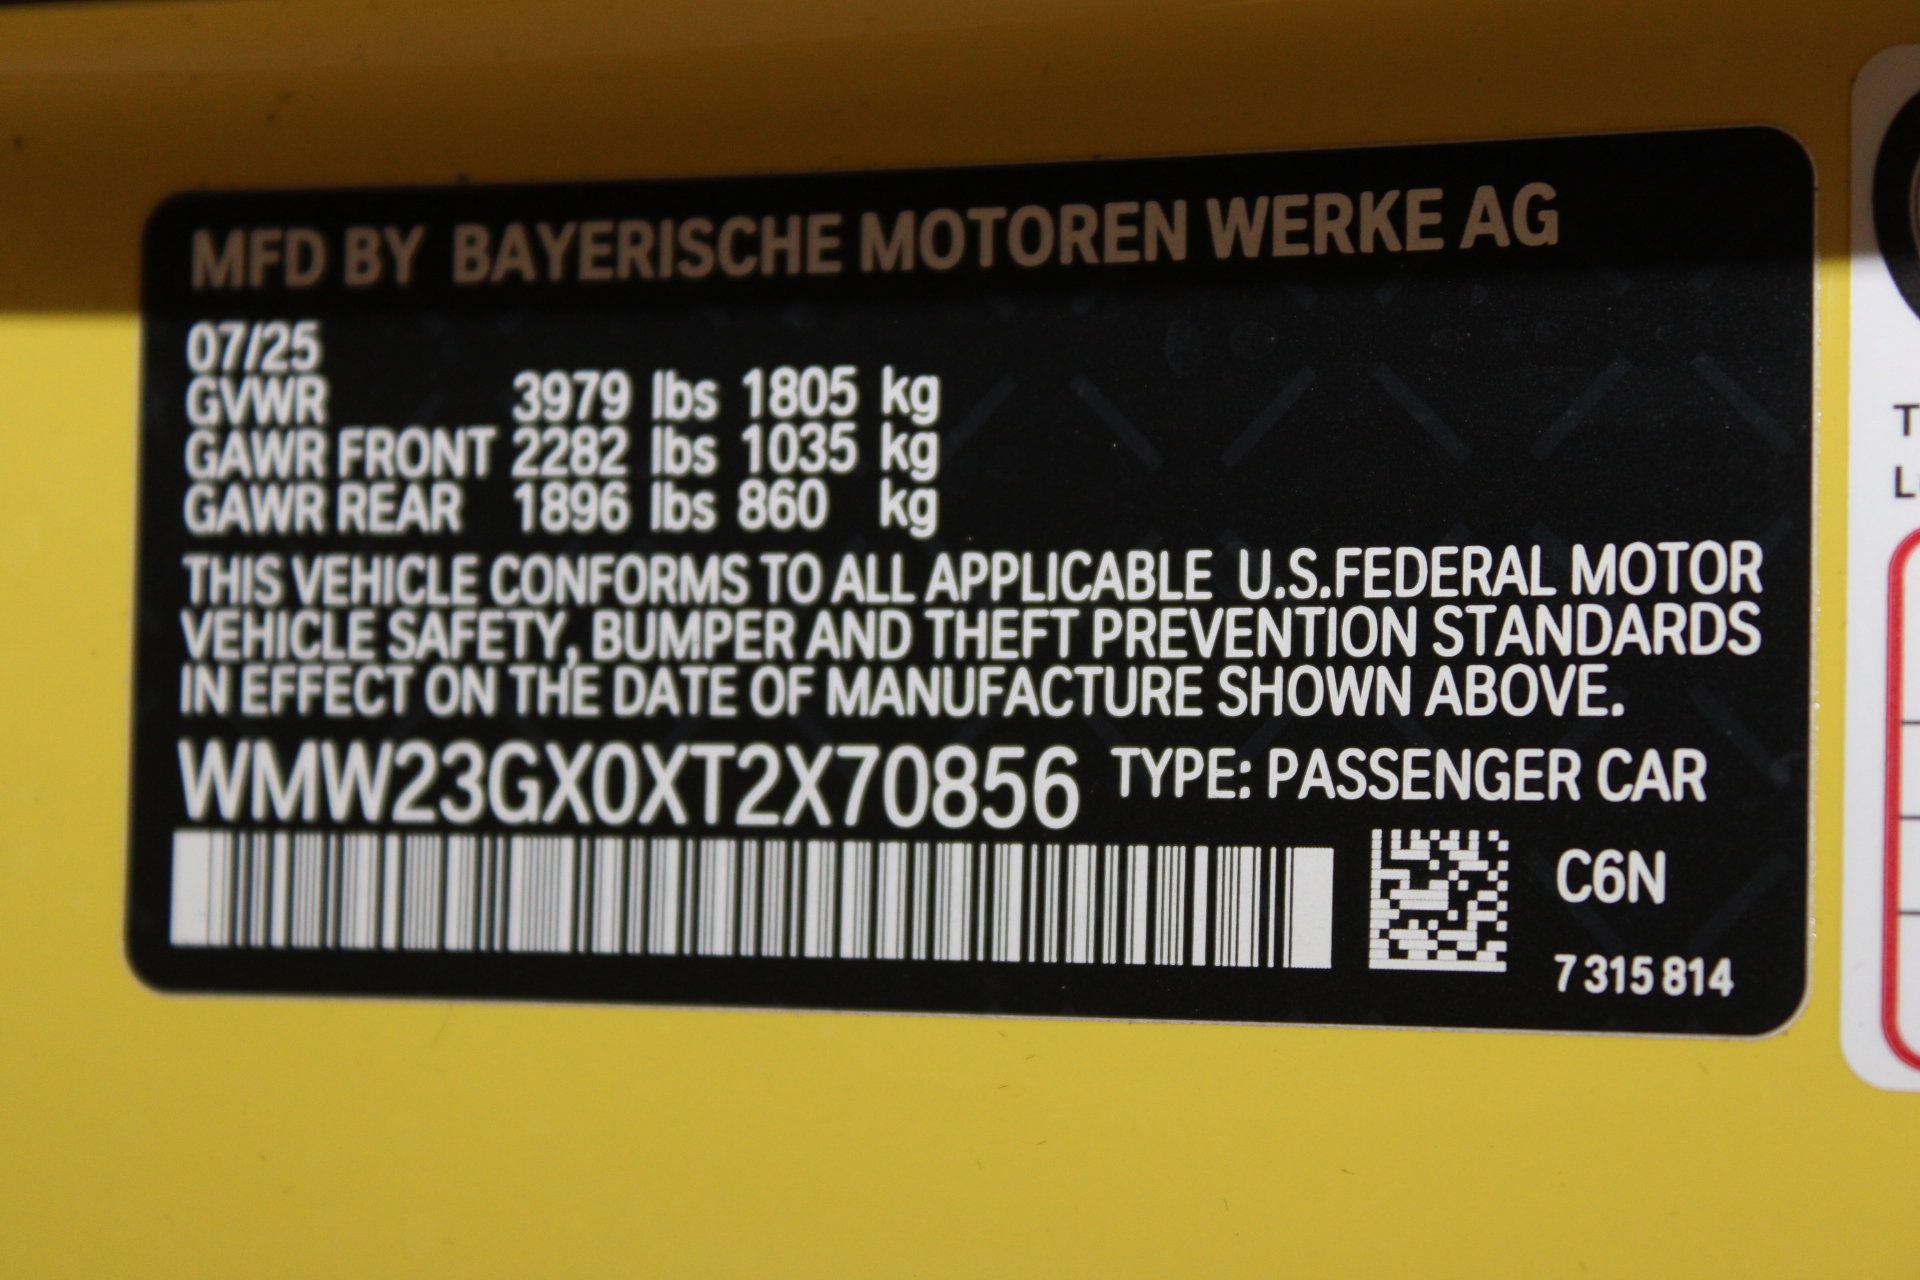 MFD BY BAYERISCHE MOTOREN WERKE AG
07/25
GVWR 3979 lbs 1805 kg
GAWR FRONT 2282 lbs 1035 kg
GAWR REAR 1896 lbs 860 kg
THIS VEHICLE CONFORMS TO ALL APPLICABLE U.S.FEDERAL MOTOR
VEHICLE SAFETY, BUMPER AND THEFT PREVENTION STANDARDS
IN EFFECT ON THE DATE OF MANUFACTURE SHOWN ABOVE.
WMW23GX0XT2X70856 TYPE: PASSENGER CAR
C6N
7 315 814